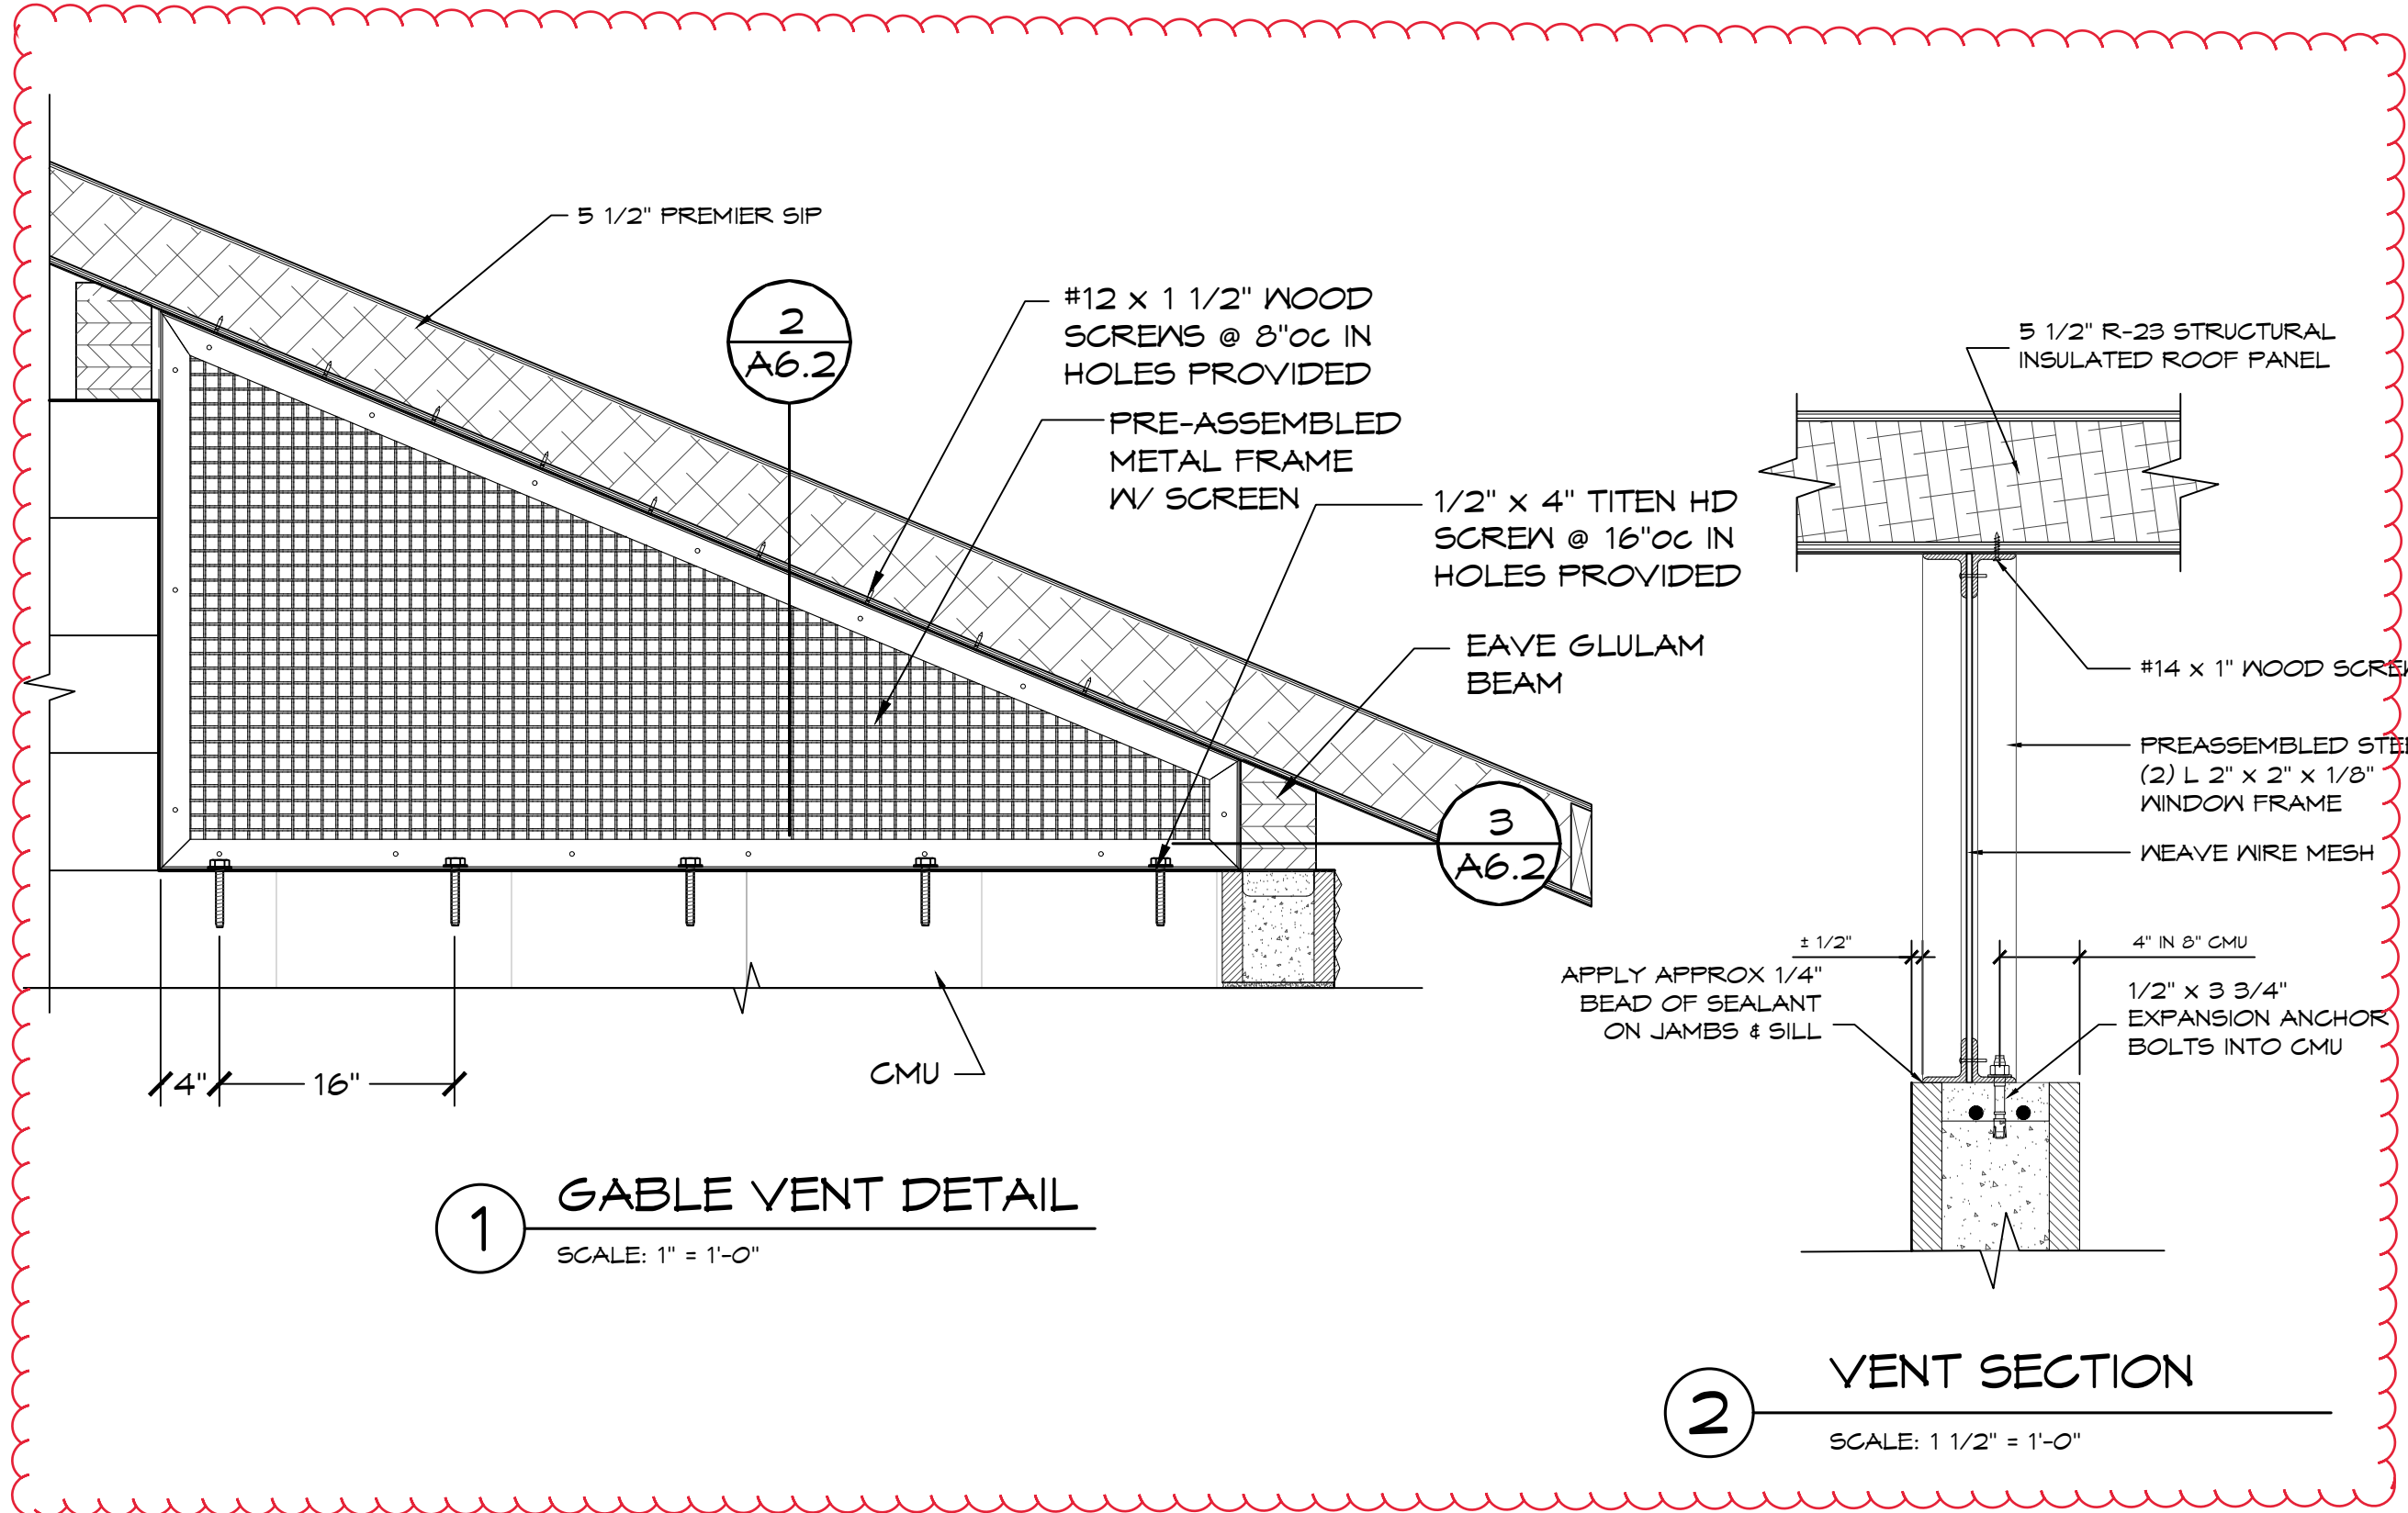 5 1/2" PREMIER SIP
2
A6.2
#12 x 1 1/2" WOOD
SCREWS @ 8"oc IN
HOLES PROVIDED
PRE-ASSEMBLED
METAL FRAME
W/ SCREEN
1/2" x 4" TITEN HD
SCREW @ 16"oc IN
HOLES PROVIDED
EAVE GLULAM
BEAM
3
A6.2
4"
16"
CMU
1
GABLE VENT DETAIL
SCALE: 1" = 1'-0"
5 1/2" R-23 STRUCTURAL
INSULATED ROOF PANEL
#14 x 1" WOOD
PREASSEMBLED
(2) L 2" x 2" x 1/8"
WINDOW FRAME
WEAVE WIRE MESH
± 1/2"
4" IN 8" CMU
APPLY APPROX 1/4"
BEAD OF SEALANT
ON JAMBS & SILL
1/2" x 3 3/4"
EXPANSION ANCHOR
BOLTS INTO CMU
2
VENT SECTION
SCALE: 1 1/2" = 1'-0"